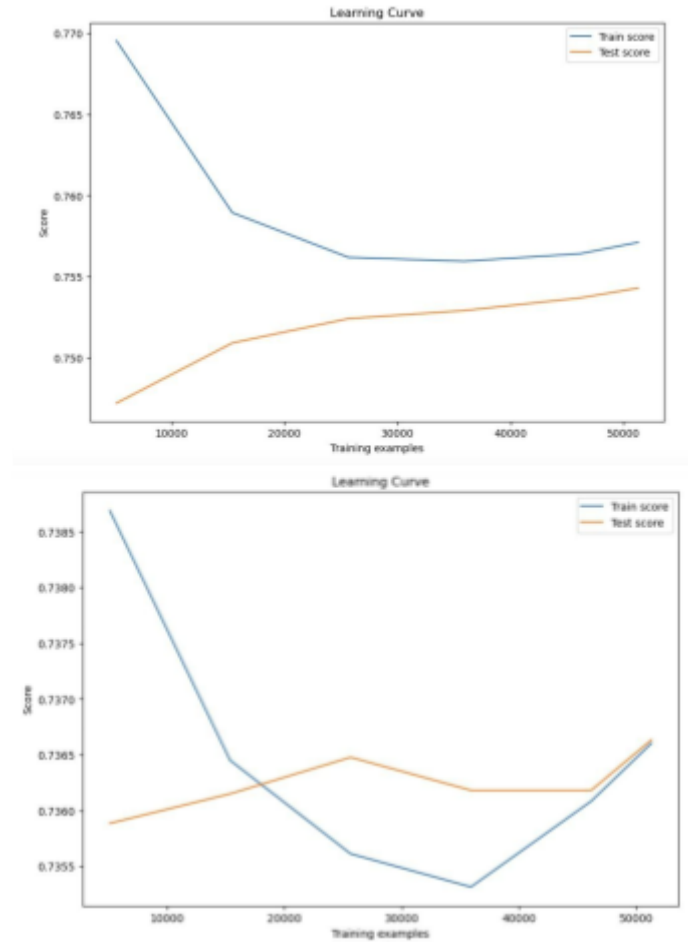 Learning Curve
Train score
Test score
0.770
0.765
0.760
0.755
0.750
Score
10000 20000 30000 40000 50000
Training examples
Learning Curve
Train score
Test score
0.7385
0.7380
0.7375
0.7370
0.7365
0.7360
0.7355
Score
10000 20000 30000 40000 50000
Training examples